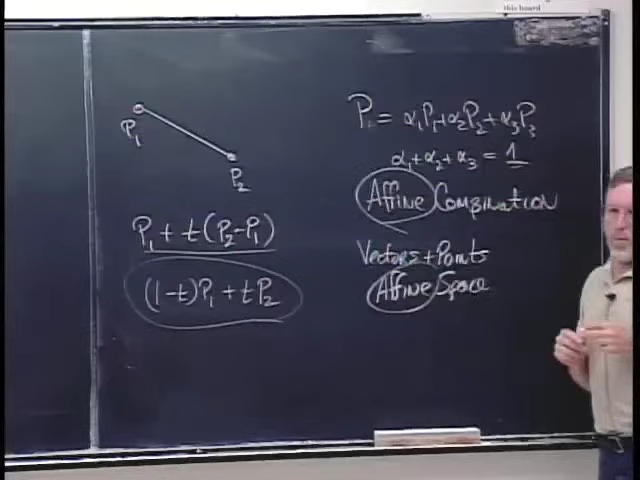 this board
P₁
P₂
P₁ + t(P₂-P₁)
(1-t)P₁ + tP₂
P = α₁P₁+α₂P₂+α₃P₃
α₁+α₂+α₃ = 1
Affine Combination
Vectors+Points
Affine Space